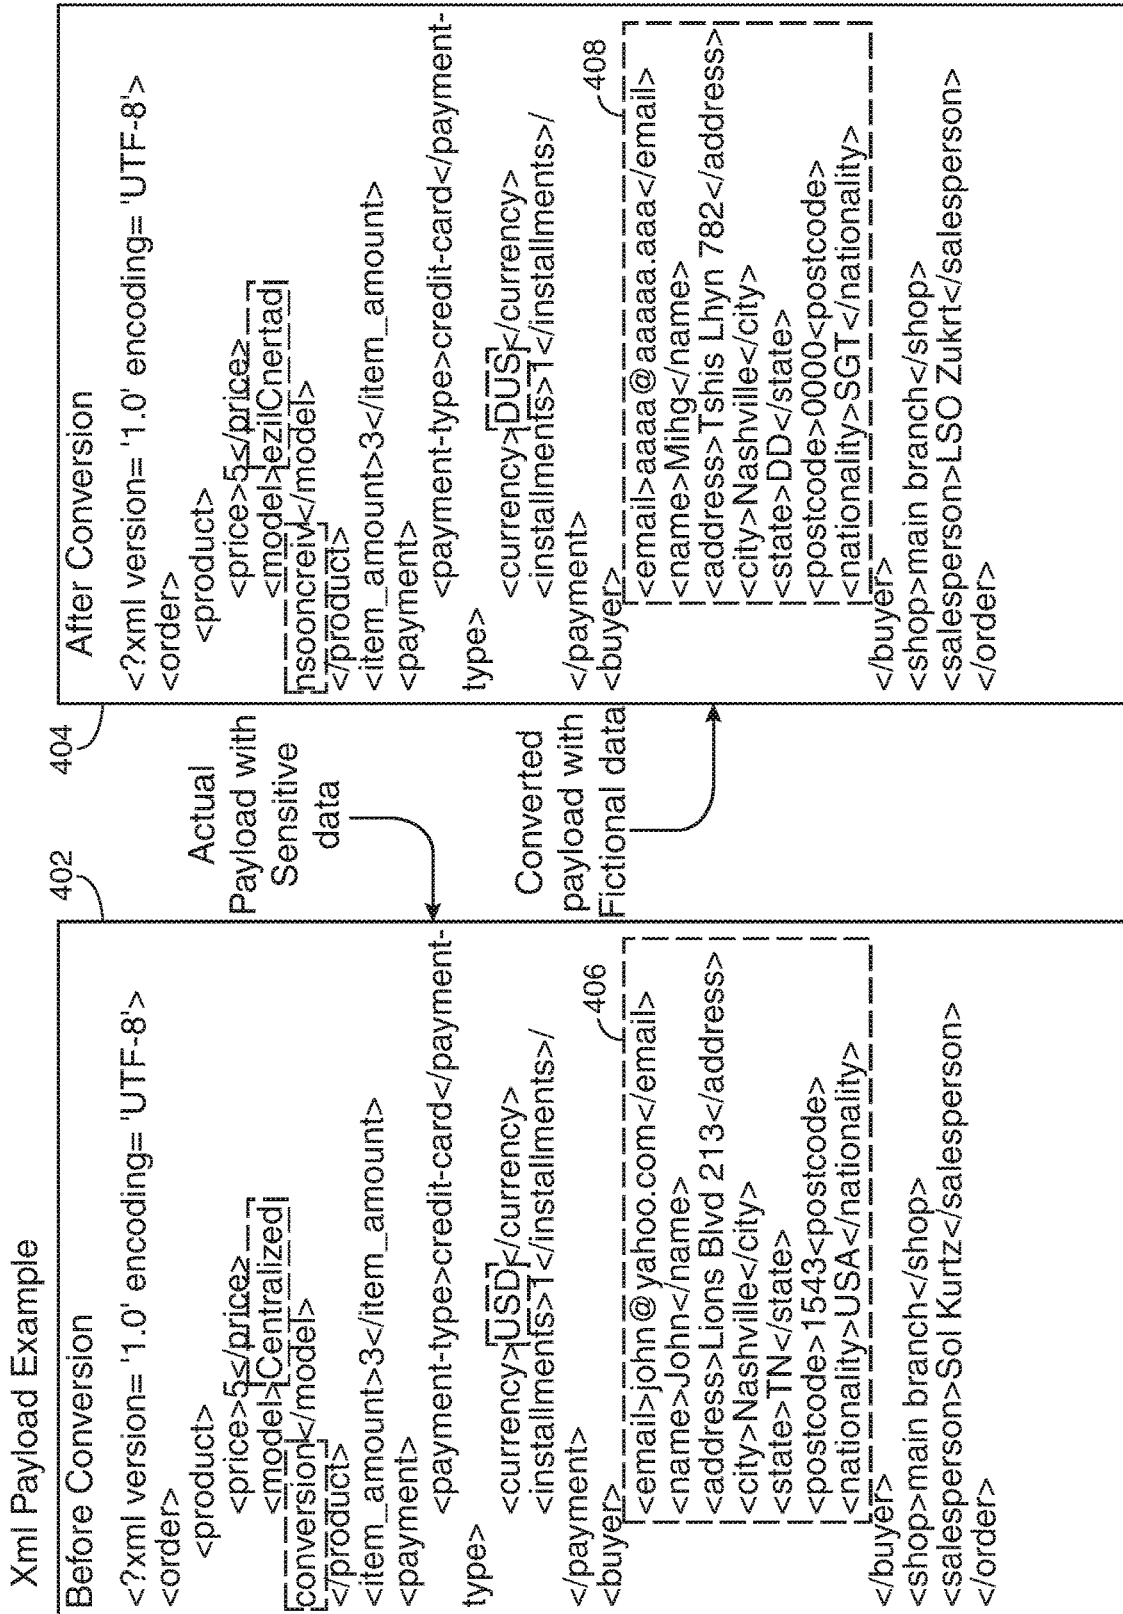 Xml Payload Example
402
Before Conversion
<?xml version= '1.0' encoding= 'UTF-8'>
<order>
<product>
<price>5</price>
<model>Centralized
conversion</model>
</product>
<item_amount>3</item_amount>
<payment>
<payment-type>credit-card</payment-
type>
<currency>USD</currency>
<installments>1</installments>/
</payment>
<buyer>
406
<email>john@yahoo.com</email>
<name>John</name>
<address>Lions Blvd 213</address>
<city>Nashville</city>
<state>TN</state>
<postcode>1543<postcode>
<nationality>USA</nationality>
</buyer>
<shop>main branch</shop>
<salesperson>Sol Kurtz</salesperson>
</order>
Actual
Payload with
Sensitive
data
Converted
payload with
Fictional data
404
After Conversion
<?xml version= '1.0' encoding= 'UTF-8'>
<order>
<product>
<price>5</price>
<model>ezilCnertad
nsooncreiv</model>
</product>
<item_amount>3</item_amount>
<payment>
<payment-type>credit-card</payment-
type>
<currency>DUS</currency>
<installments>1</installments>/
</payment>
<buyer>
408
<email>aaaa@aaaaa.aaa</email>
<name>Mihg</name>
<address>Tshis Lhyn 782</address>
<city>Nashville</city>
<state>DD</state>
<postcode>0000<postcode>
<nationality>SGT</nationality>
</buyer>
<shop>main branch</shop>
<salesperson>LSO Zukrt</salesperson>
</order>